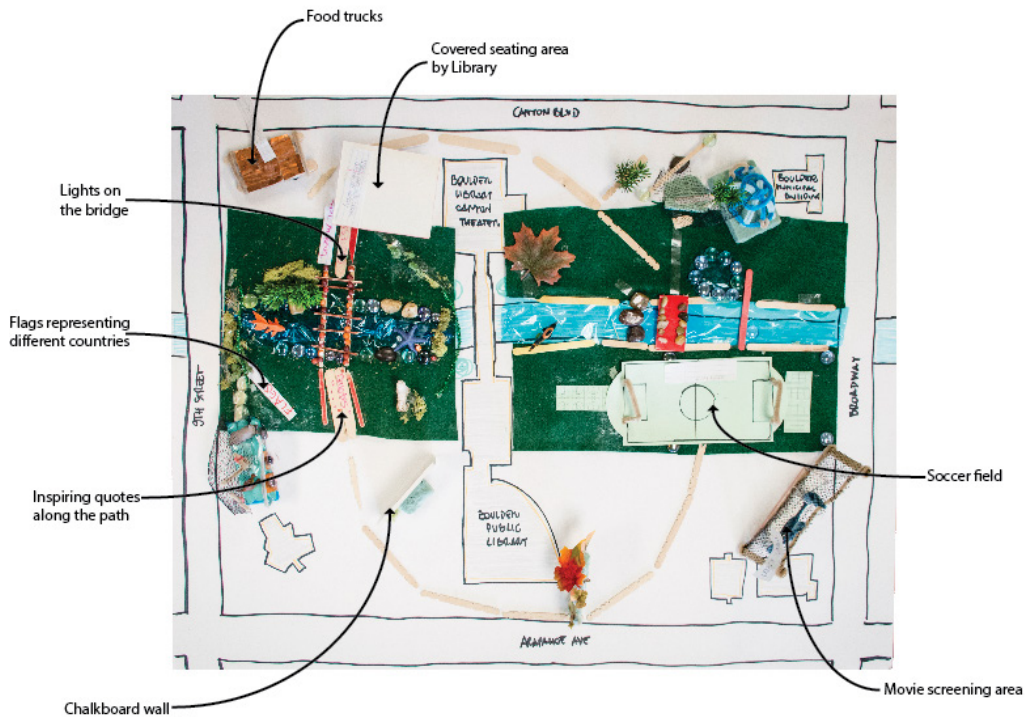 Food trucks
Covered seating area
by Library
CANYON BLVD
Lights on
the bridge
BOULDER
LIBRARY
CANYON
THEATER
BOULDER
MUNICIPAL
BUILDING
Flags representing
different countries
FLAGS
9TH STREET
BROADWAY
Inspiring quotes
along the path
Soccer field
BOULDER
PUBLIC
LIBRARY
ARAPAHOE AVE
Chalkboard wall
Movie screening area